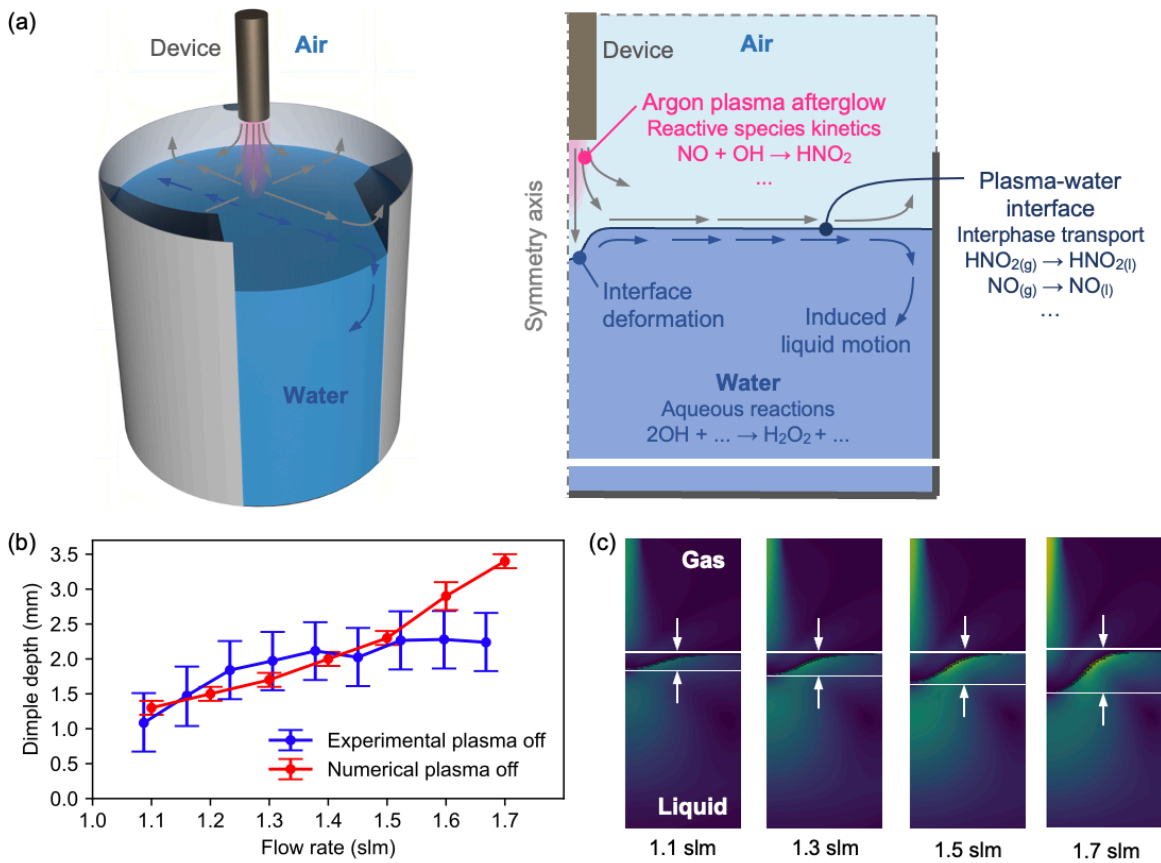 (a)
Device
Air
Water
Symmetry axis
Device
Air
Argon plasma afterglow
Reactive species kinetics
NO + OH → HNO₂
...
Plasma-water
interface
Interphase transport
HNO₂₍g₎ → HNO₂₍l₎
NO₍g₎ → NO₍l₎
...
Interface
deformation
Induced
liquid motion
Water
Aqueous reactions
2OH + ... → H₂O₂ + ...
(b)
Dimple depth (mm)
3.5
3.0
2.5
2.0
1.5
1.0
0.5
0.0
Experimental plasma off
Numerical plasma off
1.0 1.1 1.2 1.3 1.4 1.5 1.6 1.7
Flow rate (slm)
(c)
Gas
Liquid
1.1 slm 1.3 slm 1.5 slm 1.7 slm